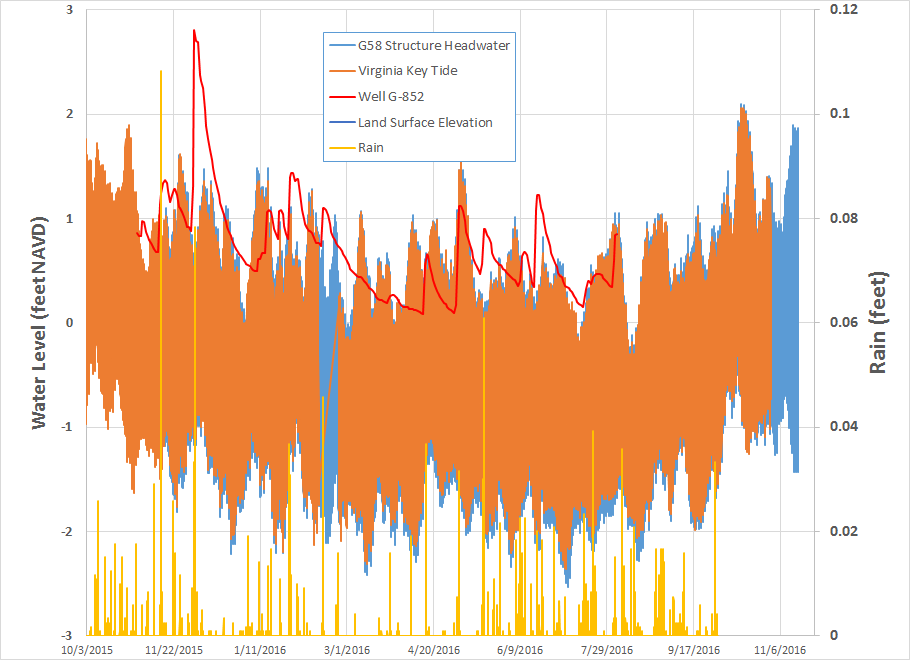 3
2
1
0
-1
-2
-3
Water Level (feet NAVD)
G58 Structure Headwater
Virginia Key Tide
Well G-852
Land Surface Elevation
Rain
0.12
0.1
0.08
0.06
0.04
0.02
0
Rain (feet)
10/3/2015 11/22/2015 1/11/2016 3/1/2016 4/20/2016 6/9/2016 7/29/2016 9/17/2016 11/6/2016